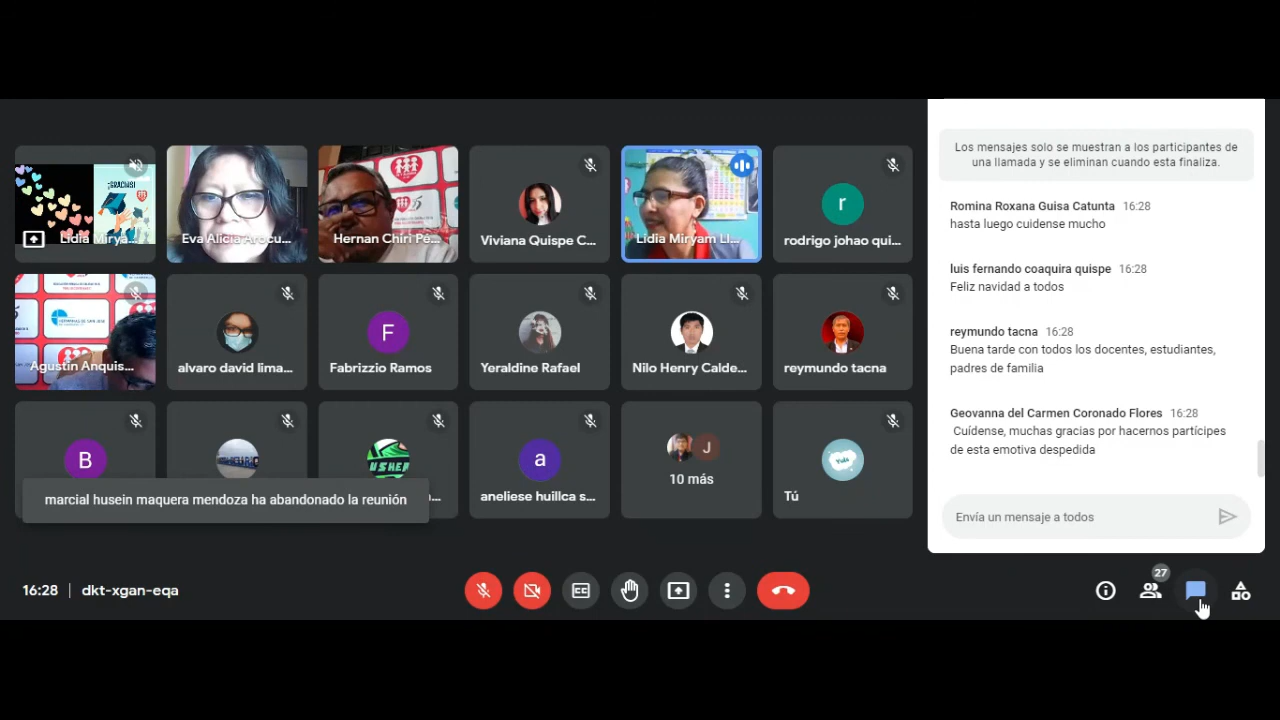 ¡GRACIAS!
Lidia Mirya...
Eva Alicia Arocu...
Hernan Chiri Pé...
Viviana Quispe C...
Lidia Miryam Ll...
r
rodrigo johao qui...
Agustin Anquis...
alvaro david lima...
F
Fabrizzio Ramos
Yeraldine Rafael
Nilo Henry Calde...
reymundo tacna
B
USHER
a
aneliese huillca s...
J
10 más
Tú
marcial husein maquera mendoza ha abandonado la reunión
Los mensajes solo se muestran a los participantes de
una llamada y se eliminan cuando esta finaliza.
Romina Roxana Guisa Catunta 16:28
hasta luego cuidense mucho
luis fernando coaquira quispe 16:28
Feliz navidad a todos
reymundo tacna 16:28
Buena tarde con todos los docentes, estudiantes,
padres de familia
Geovanna del Carmen Coronado Flores 16:28
Cuídense, muchas gracias por hacernos partícipes
de esta emotiva despedida
Envía un mensaje a todos
16:28 | dkt-xgan-eqa
27